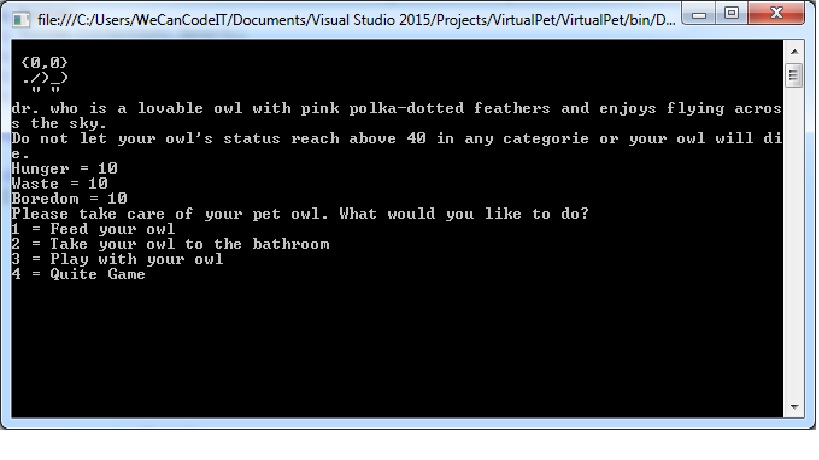 file:///C:/Users/WeCanCodeIT/Documents/Visual Studio 2015/Projects/VirtualPet/VirtualPet/bin/D...
{0,0}
./)_)
" "
dr. who is a lovable owl with pink polka-dotted feathers and enjoys flying acros
s the sky.
Do not let your owl's status reach above 40 in any categorie or your owl will di
e.
Hunger = 10
Waste = 10
Boredom = 10
Please take care of your pet owl. What would you like to do?
1 = Feed your owl
2 = Take your owl to the bathroom
3 = Play with your owl
4 = Quite Game